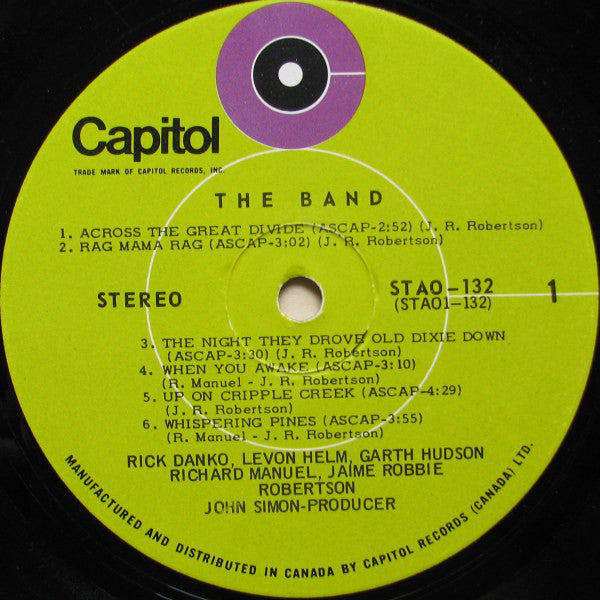 Capitol
TRADE MARK OF CAPITOL RECORDS, INC.
THE BAND
1. ACROSS THE GREAT DIVIDE (ASCAP-2:52) (J. R. Robertson)
2. RAG MAMA RAG (ASCAP-3:02) (J. R. Robertson)
STEREO
STAO-132
(STAO1-132)
1
3. THE NIGHT THEY DROVE OLD DIXIE DOWN
(ASCAP-3:30) (J. R. Robertson)
4. WHEN YOU AWAKE (ASCAP-3:10)
(R. Manuel - J. R. Robertson)
5. UP ON CRIPPLE CREEK (ASCAP-4:29)
(J. R. Robertson)
6. WHISPERING PINES (ASCAP-3:55)
(R. Manuel - J. R. Robertson)
RICK DANKO, LEVON HELM, GARTH HUDSON
RICHARD MANUEL, JAIME ROBBIE
ROBERTSON
JOHN SIMON-PRODUCER
MANUFACTURED AND DISTRIBUTED IN CANADA BY CAPITOL RECORDS (CANADA) LTD.